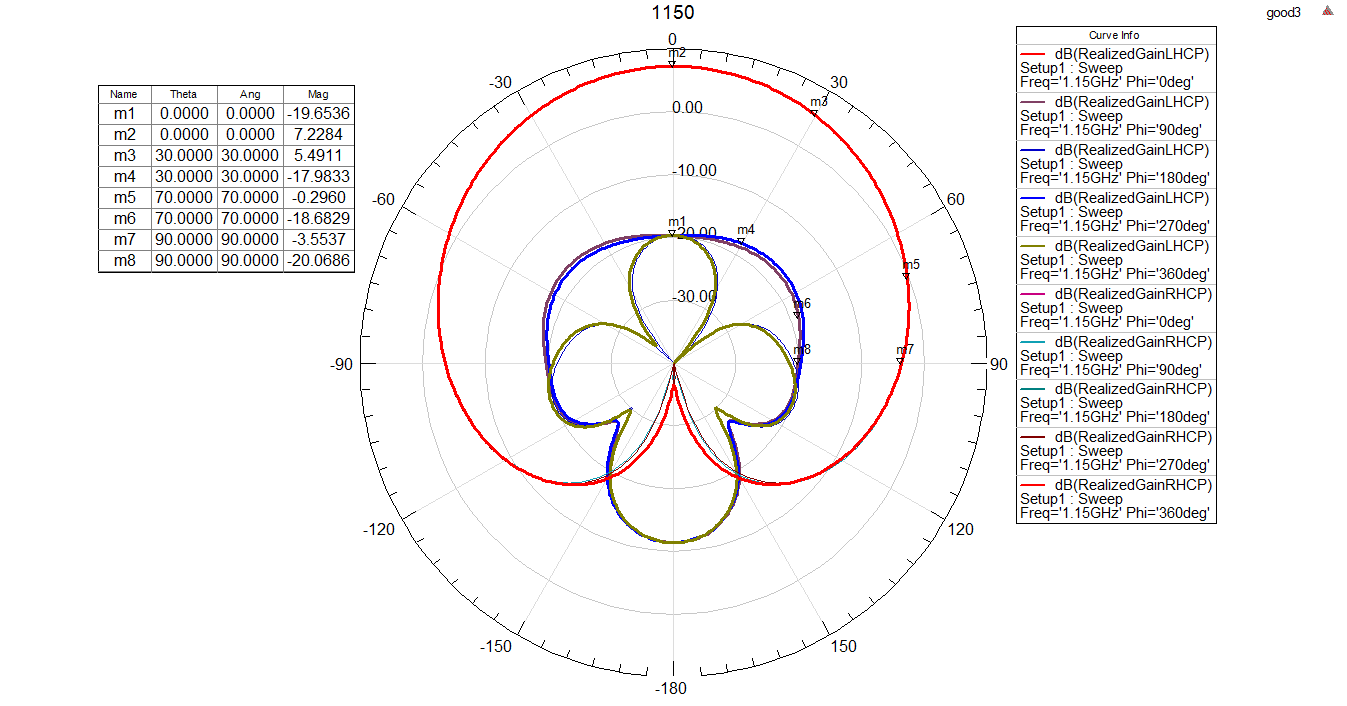 1150
good3
Name Theta Ang Mag
m1 0.0000 0.0000 -19.6536
m2 0.0000 0.0000 7.2284
m3 30.0000 30.0000 5.4911
m4 30.0000 30.0000 -17.9833
m5 70.0000 70.0000 -0.2960
m6 70.0000 70.0000 -18.6829
m7 90.0000 90.0000 -3.5537
m8 90.0000 90.0000 -20.0686
0
m2
-30
30
m3
0.00
-10.00
-60
60
m1
-20.00
m4
m5
-30.00
m6
m8
m7
-90
90
-120
120
-150
150
-180
Curve Info
dB(RealizedGainLHCP)
Setup1 : Sweep
Freq='1.15GHz' Phi='0deg'
dB(RealizedGainLHCP)
Setup1 : Sweep
Freq='1.15GHz' Phi='90deg'
dB(RealizedGainLHCP)
Setup1 : Sweep
Freq='1.15GHz' Phi='180deg'
dB(RealizedGainLHCP)
Setup1 : Sweep
Freq='1.15GHz' Phi='270deg'
dB(RealizedGainLHCP)
Setup1 : Sweep
Freq='1.15GHz' Phi='360deg'
dB(RealizedGainRHCP)
Setup1 : Sweep
Freq='1.15GHz' Phi='0deg'
dB(RealizedGainRHCP)
Setup1 : Sweep
Freq='1.15GHz' Phi='90deg'
dB(RealizedGainRHCP)
Setup1 : Sweep
Freq='1.15GHz' Phi='180deg'
dB(RealizedGainRHCP)
Setup1 : Sweep
Freq='1.15GHz' Phi='270deg'
dB(RealizedGainRHCP)
Setup1 : Sweep
Freq='1.15GHz' Phi='360deg'